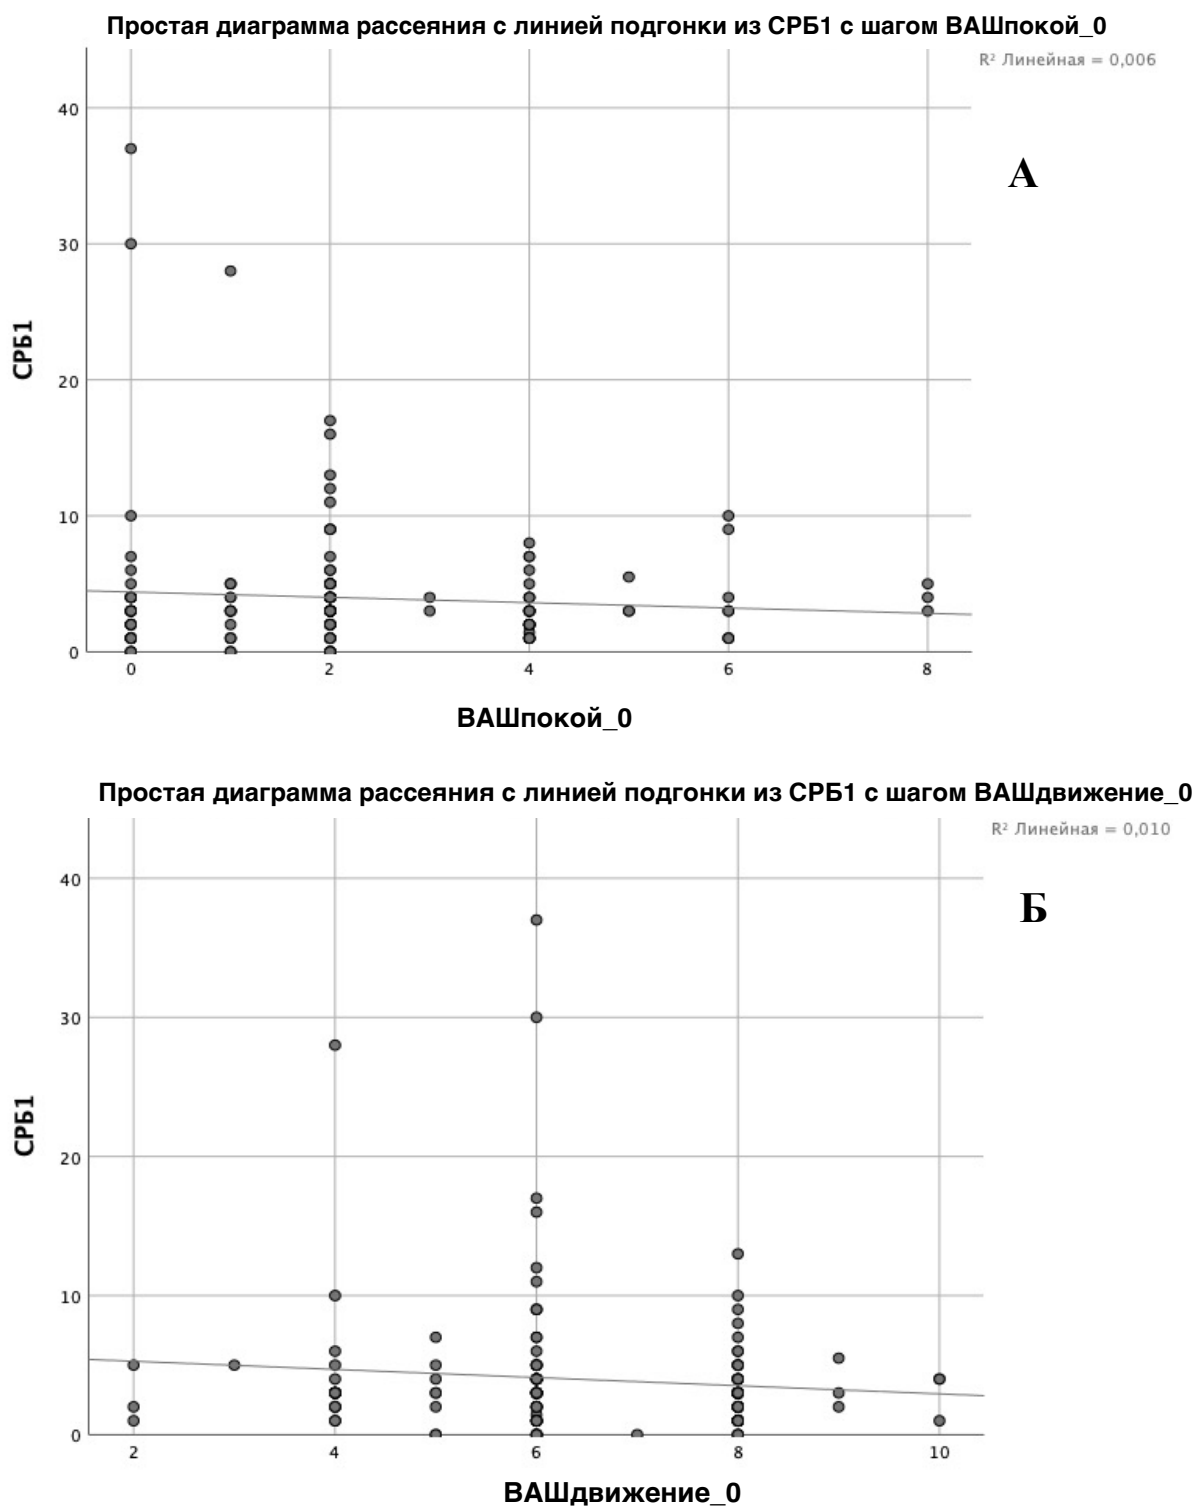 Простая диаграмма рассеяния с линией подгонки из СРБ1 с шагом ВАШпокой_0
R² Линейная = 0,006
А
40
30
20
10
0
СРБ1
0 2 4 6 8
ВАШпокой_0
Простая диаграмма рассеяния с линией подгонки из СРБ1 с шагом ВАШдвижение_0
R² Линейная = 0,010
Б
40
30
20
10
0
СРБ1
2 4 6 8 10
ВАШдвижение_0